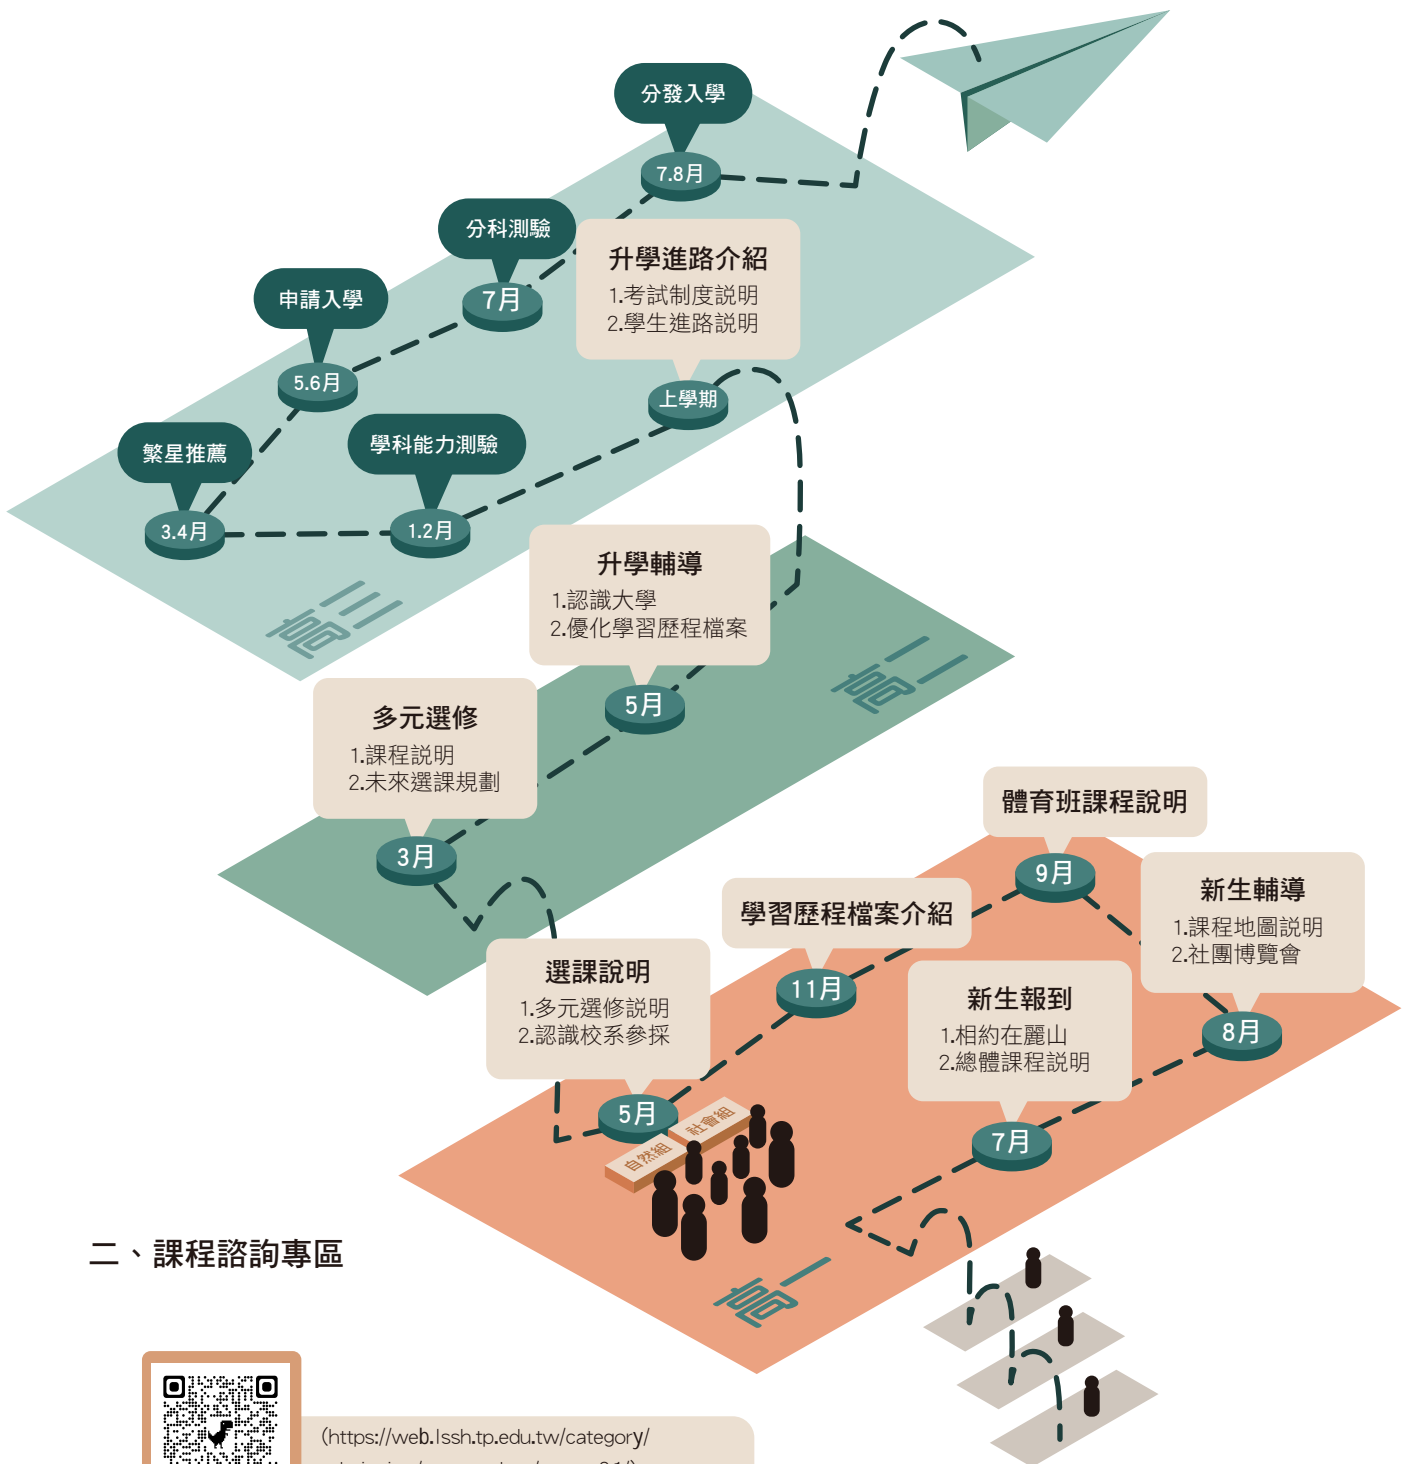 分發入學
7.8月
分科測驗
7月
升學進路介紹
1.考試制度說明
2.學生進路說明
申請入學
5.6月
上學期
繁星推薦
3.4月
學科能力測驗
1.2月
高三
升學輔導
1.認識大學
2.優化學習歷程檔案
5月
高二
多元選修
1.課程說明
2.未來選課規劃
3月
體育班課程說明
9月
新生輔導
1.課程地圖說明
2.社團博覽會
8月
學習歷程檔案介紹
11月
選課說明
1.多元選修說明
2.認識校系參採
5月
新生報到
1.相約在麗山
2.總體課程說明
7月
社會組
自然組
高一
二、課程諮詢專區
(https://web.lssh.tp.edu.tw/category/